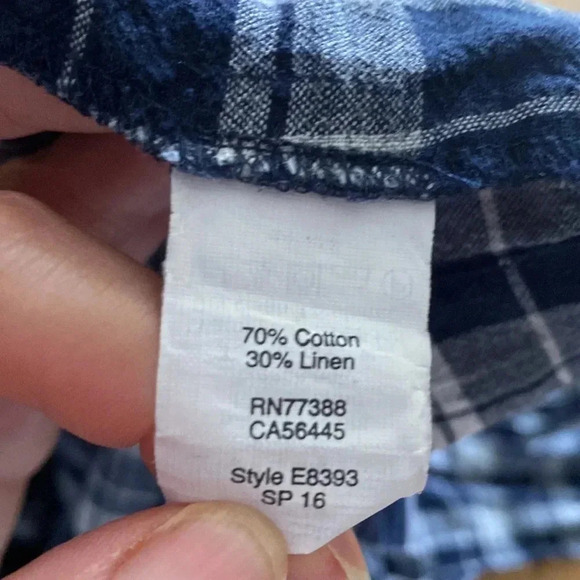 70% Cotton
30% Linen
RN77388
CA56445
Style E8393
SP 16